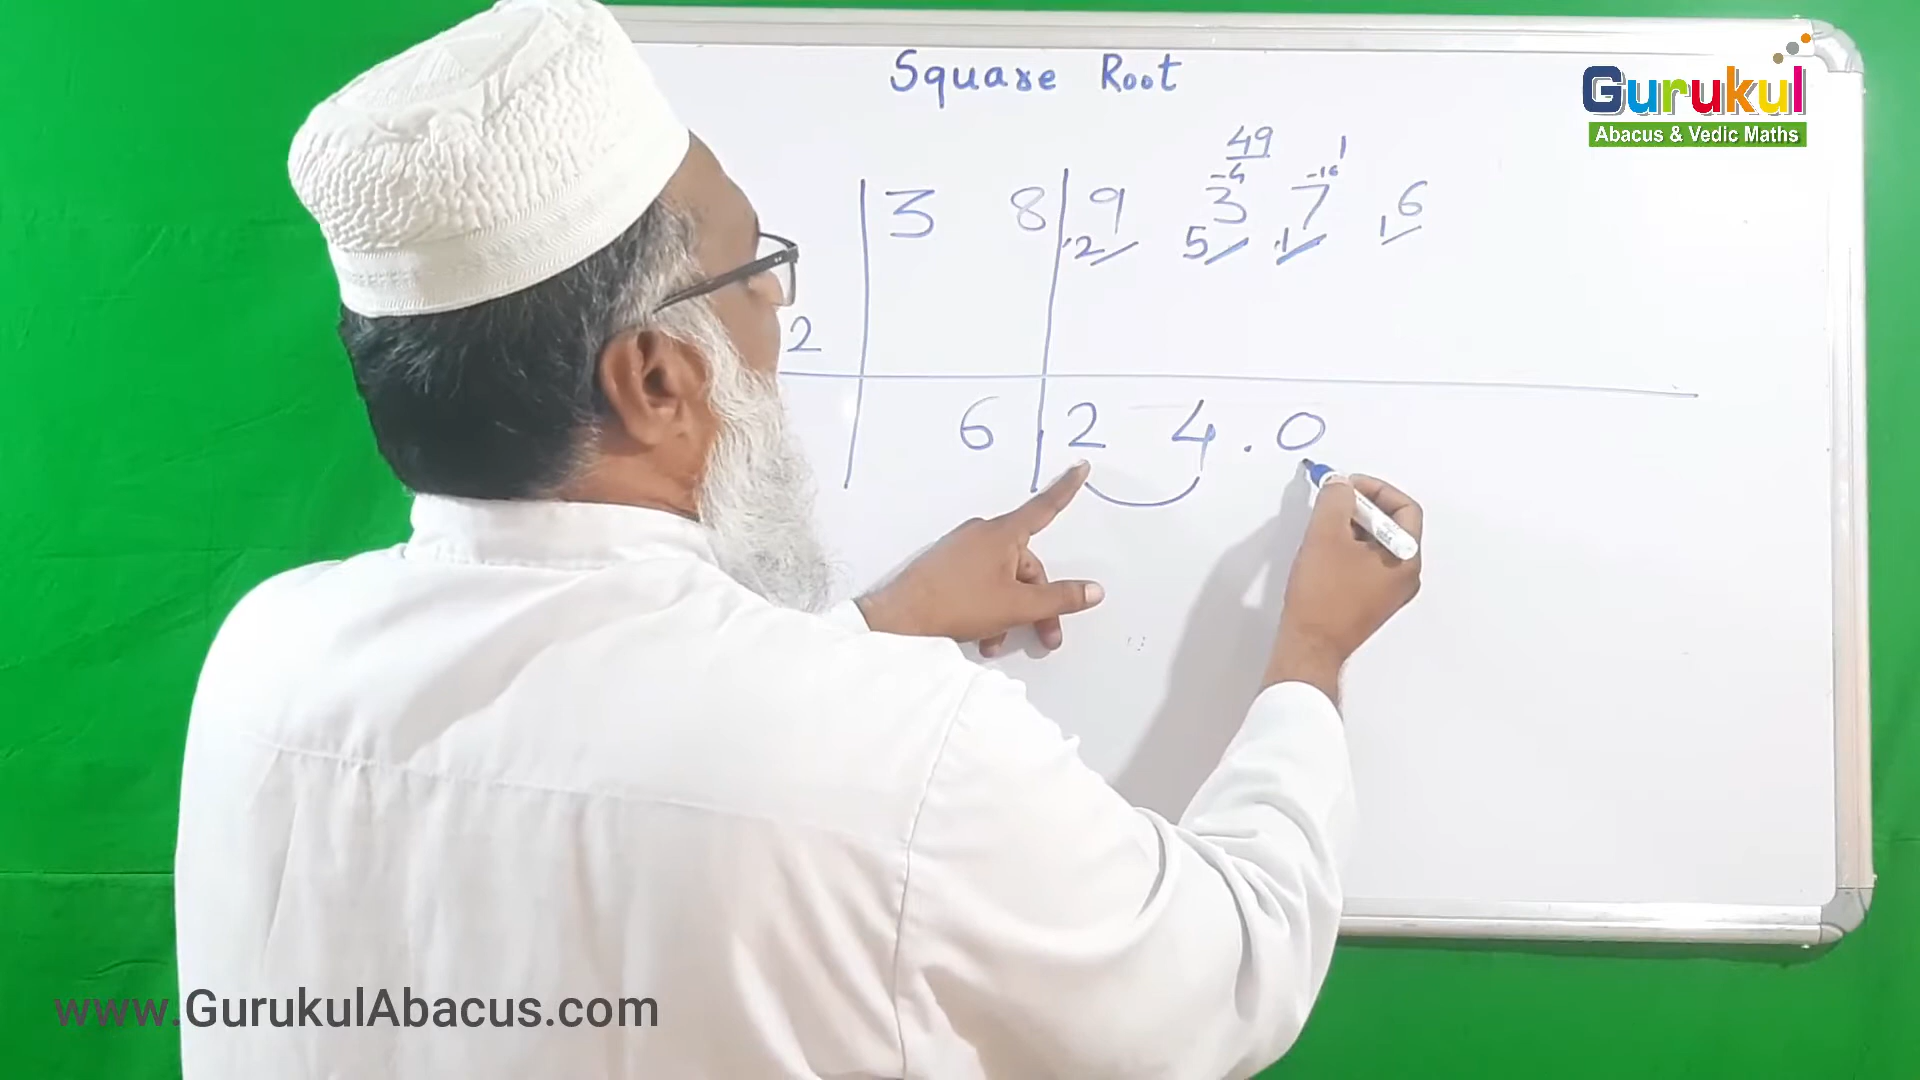 Square Root
Gurukul
Abacus & Vedic Maths
49 1
-4 -16
3 8 9 3 7 6
2 5 1 1
2
6 2 4 . 0
www.GurukulAbacus.com